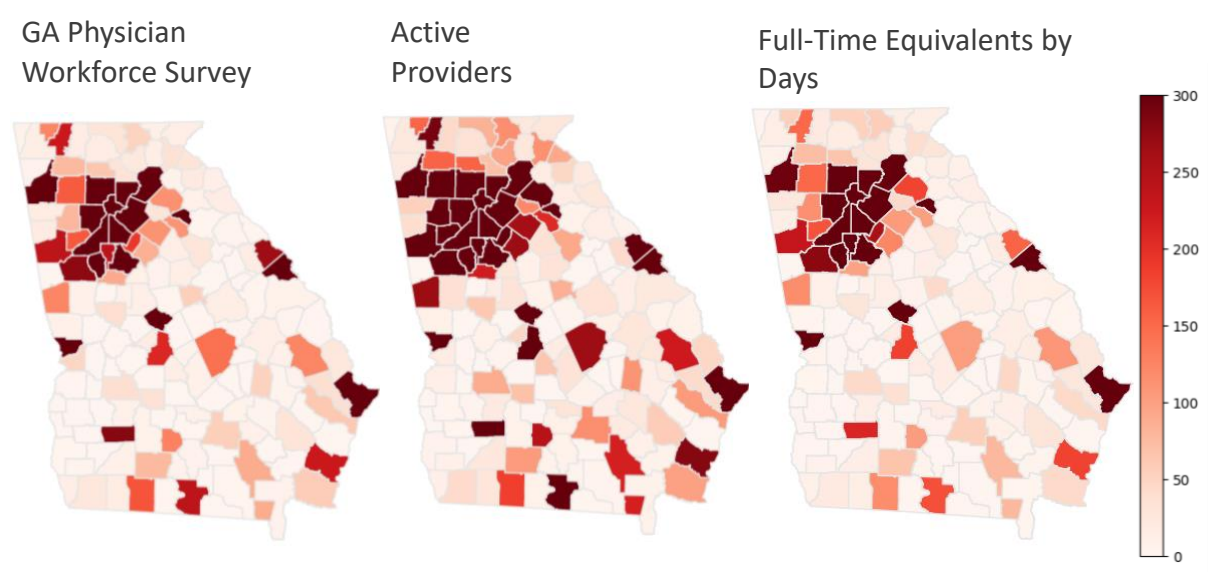 GA Physician
Workforce Survey
Active
Providers
Full-Time Equivalents by
Days
300
250
200
150
100
50
0